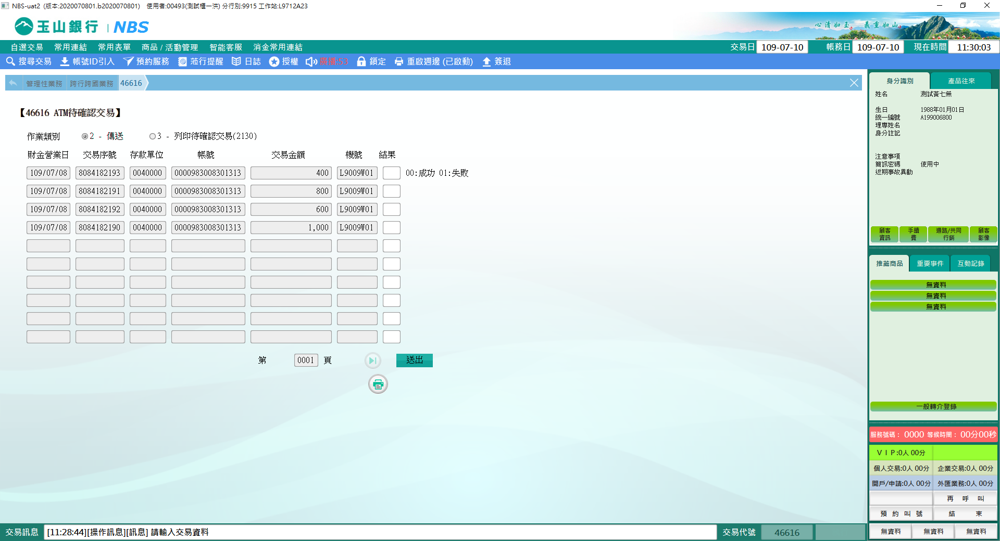 NBS-uat2 (版本:2020070801.b2020070801) 使用者:00493(測試櫃一洪) 分行別:9915 工作站:L9712A23
玉山銀行 | NBS
心清如玉 義重如山
自選交易 常用連結 常用表單 商品 / 活動管理 智能客服 消金常用連結 交易日 109-07-10 帳務日 109-07-10 現在時間 11:30:03
搜尋交易 帳號ID引入 預約服務 蒞行提醒 日誌 授權 廣播:53 鎖定 重啟週邊 (已啟動) 簽退
管理性業務 跨行跨國業務 46616
【46616 ATM待確認交易】
作業類別 2 - 傳送 3 - 列印待確認交易(2130)
財金營業日 交易序號 存款單位 帳號 交易金額 機號 結果
109/07/08 8084182193 0040000 0000983008301313 400 L9009W01 00:成功 01:失敗
109/07/08 8084182191 0040000 0000983008301313 800 L9009W01
109/07/08 8084182192 0040000 0000983008301313 600 L9009W01
109/07/08 8084182190 0040000 0000983008301313 1,000 L9009W01
第 0001 頁 送出
身分識別 產品往來
姓名 測試黃七無
生日 1988年01月01日
統一編號 A199006800
理專姓名
身分註記
注意事項
簡訊密碼 使用中
近期事故異動
顧客資訊 手續費 通路/共同行銷 顧客影像
推薦商品 重要事件 互動記錄
無資料
無資料
無資料
一般轉介登錄
服務號碼： 0000 等候時間： 00分00秒
ＶＩＰ:0人 00分
個人交易:0人 00分 企業交易:0人 00分
開戶/申請:0人 00分 外匯業務:0人 00分
再 呼 叫
預 約 叫 號 結 束
交易訊息 [11:28:44][操作訊息][訊息] 請輸入交易資料 交易代號 46616 無資料 無資料 無資料